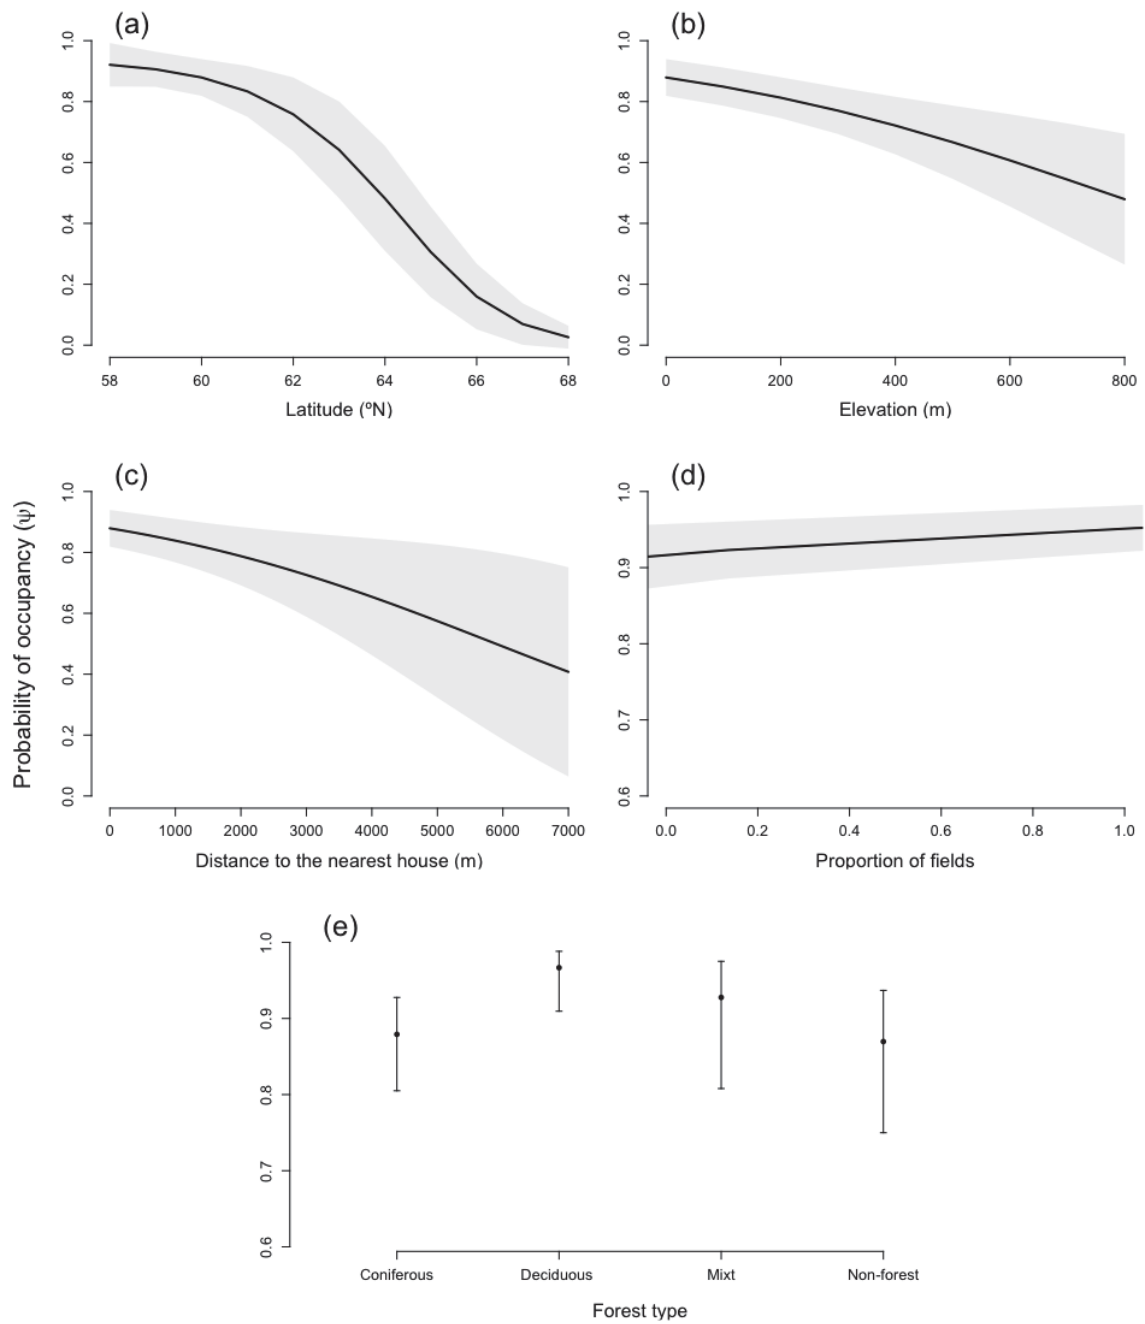 (a)
1.0
0.8
0.6
0.4
0.2
0.0
58 60 62 64 66 68
Latitude (ºN)
(b)
1.0
0.8
0.6
0.4
0.2
0.0
0 200 400 600 800
Elevation (m)
Probability of occupancy (ψ)
(c)
1.0
0.8
0.6
0.4
0.2
0.0
0 1000 2000 3000 4000 5000 6000 7000
Distance to the nearest house (m)
(d)
1.0
0.9
0.8
0.7
0.6
0.0 0.2 0.4 0.6 0.8 1.0
Proportion of fields
(e)
1.0
0.9
0.8
0.7
0.6
Coniferous Deciduous Mixt Non-forest
Forest type